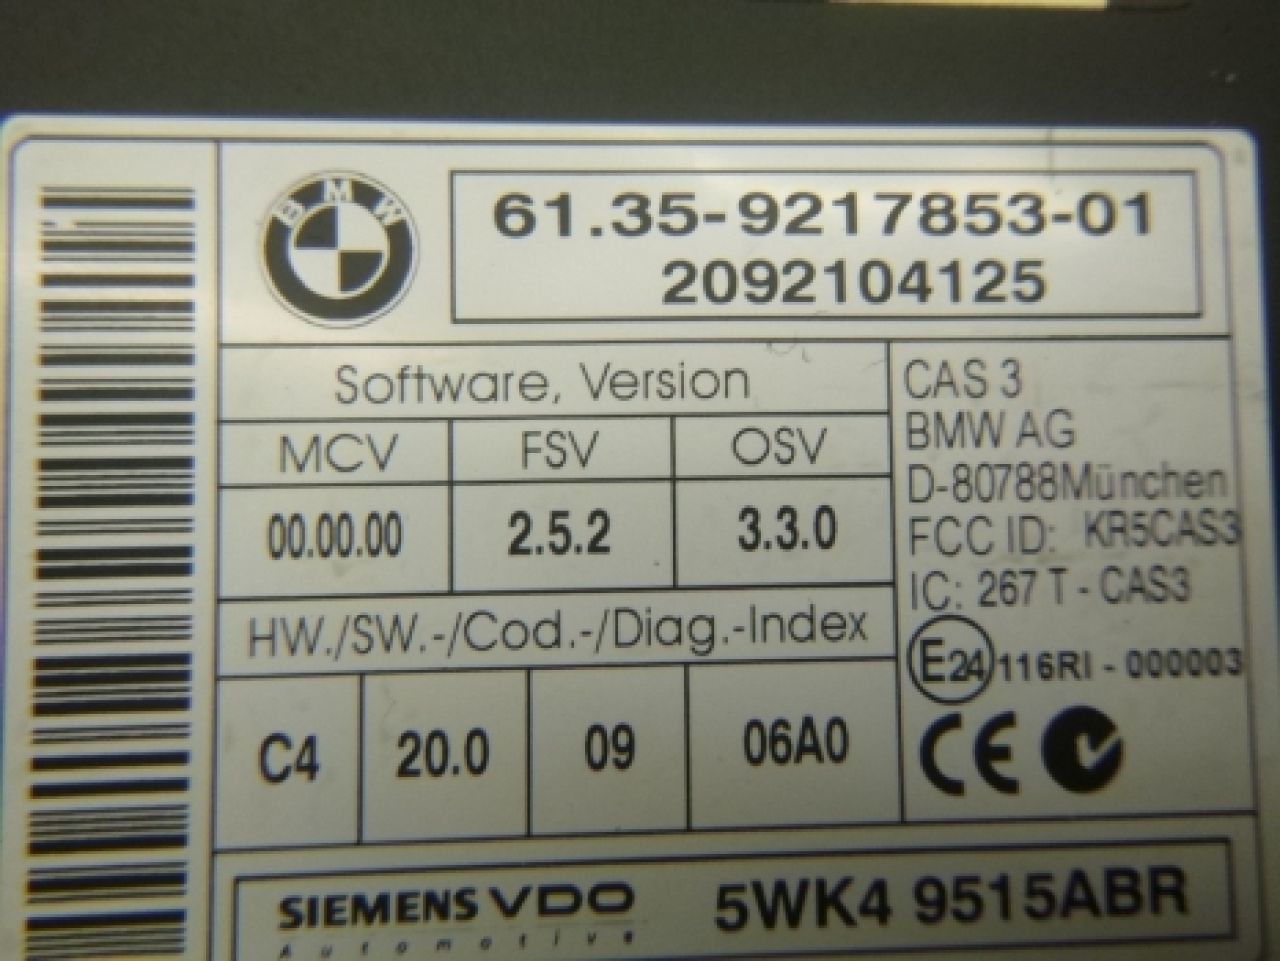 BMW
61.35-9217853-01
2092104125
Software, Version
MCV FSV OSV
00.00.00 2.5.2 3.3.0
HW./SW.-/Cod.-/Diag.-Index
C4 20.0 09 06A0
CAS 3
BMW AG
D-80788München
FCC ID: KR5CAS3
IC: 267 T - CAS3
E24 116RI - 000003
CE
SIEMENS VDO
Automotive
5WK4 9515ABR